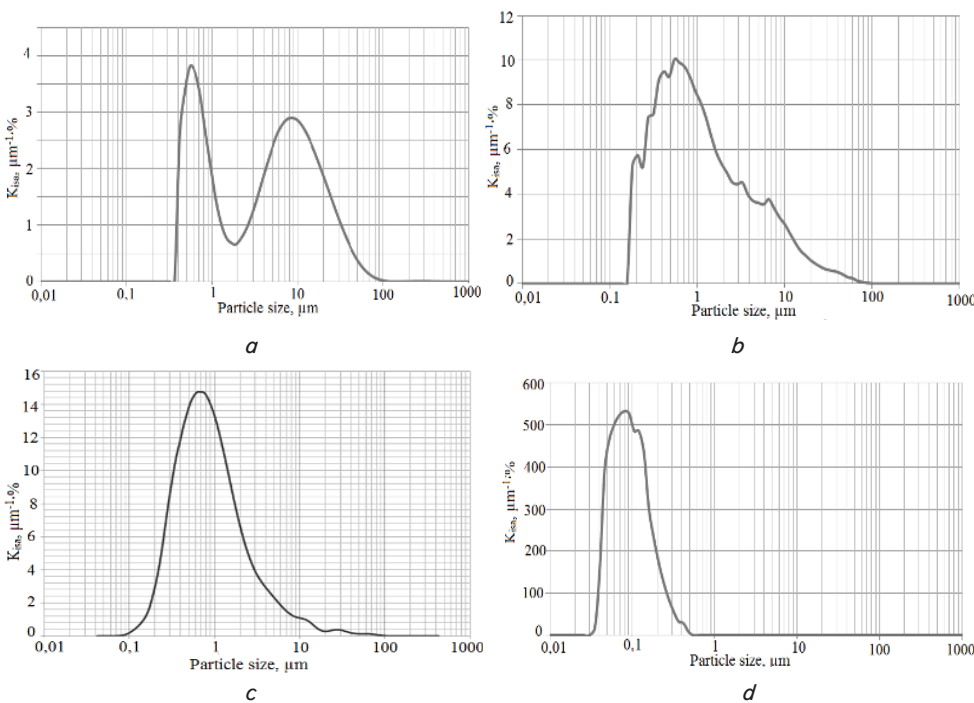 4
3
2
1
0
K_isa, µm⁻¹·%
0,01 0,1 1 10 100 1000
Particle size, µm
a
12
10
8
6
4
2
0
K_isa, µm⁻¹·%
0.01 0.1 1 10 100 1000
Particle size, µm
b
16
14
12
10
8
6
4
2
0
K_isa, µm⁻¹·%
0,01 0,1 1 10 100 1000
Particle size, µm
c
600
500
400
300
200
100
0
K_isa, µm⁻¹·%
0.01 0,1 1 10 100 1000
Particle size, µm
d